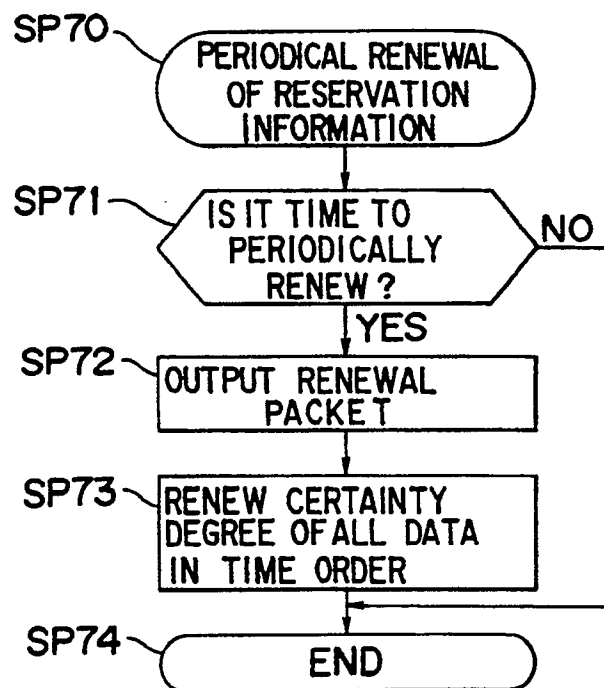 SP70
PERIODICAL RENEWAL
OF RESERVATION
INFORMATION
SP71
IS IT TIME TO
PERIODICALLY
RENEW?
NO
YES
SP72
OUTPUT RENEWAL
PACKET
SP73
RENEW CERTAINTY
DEGREE OF ALL DATA
IN TIME ORDER
SP74
END